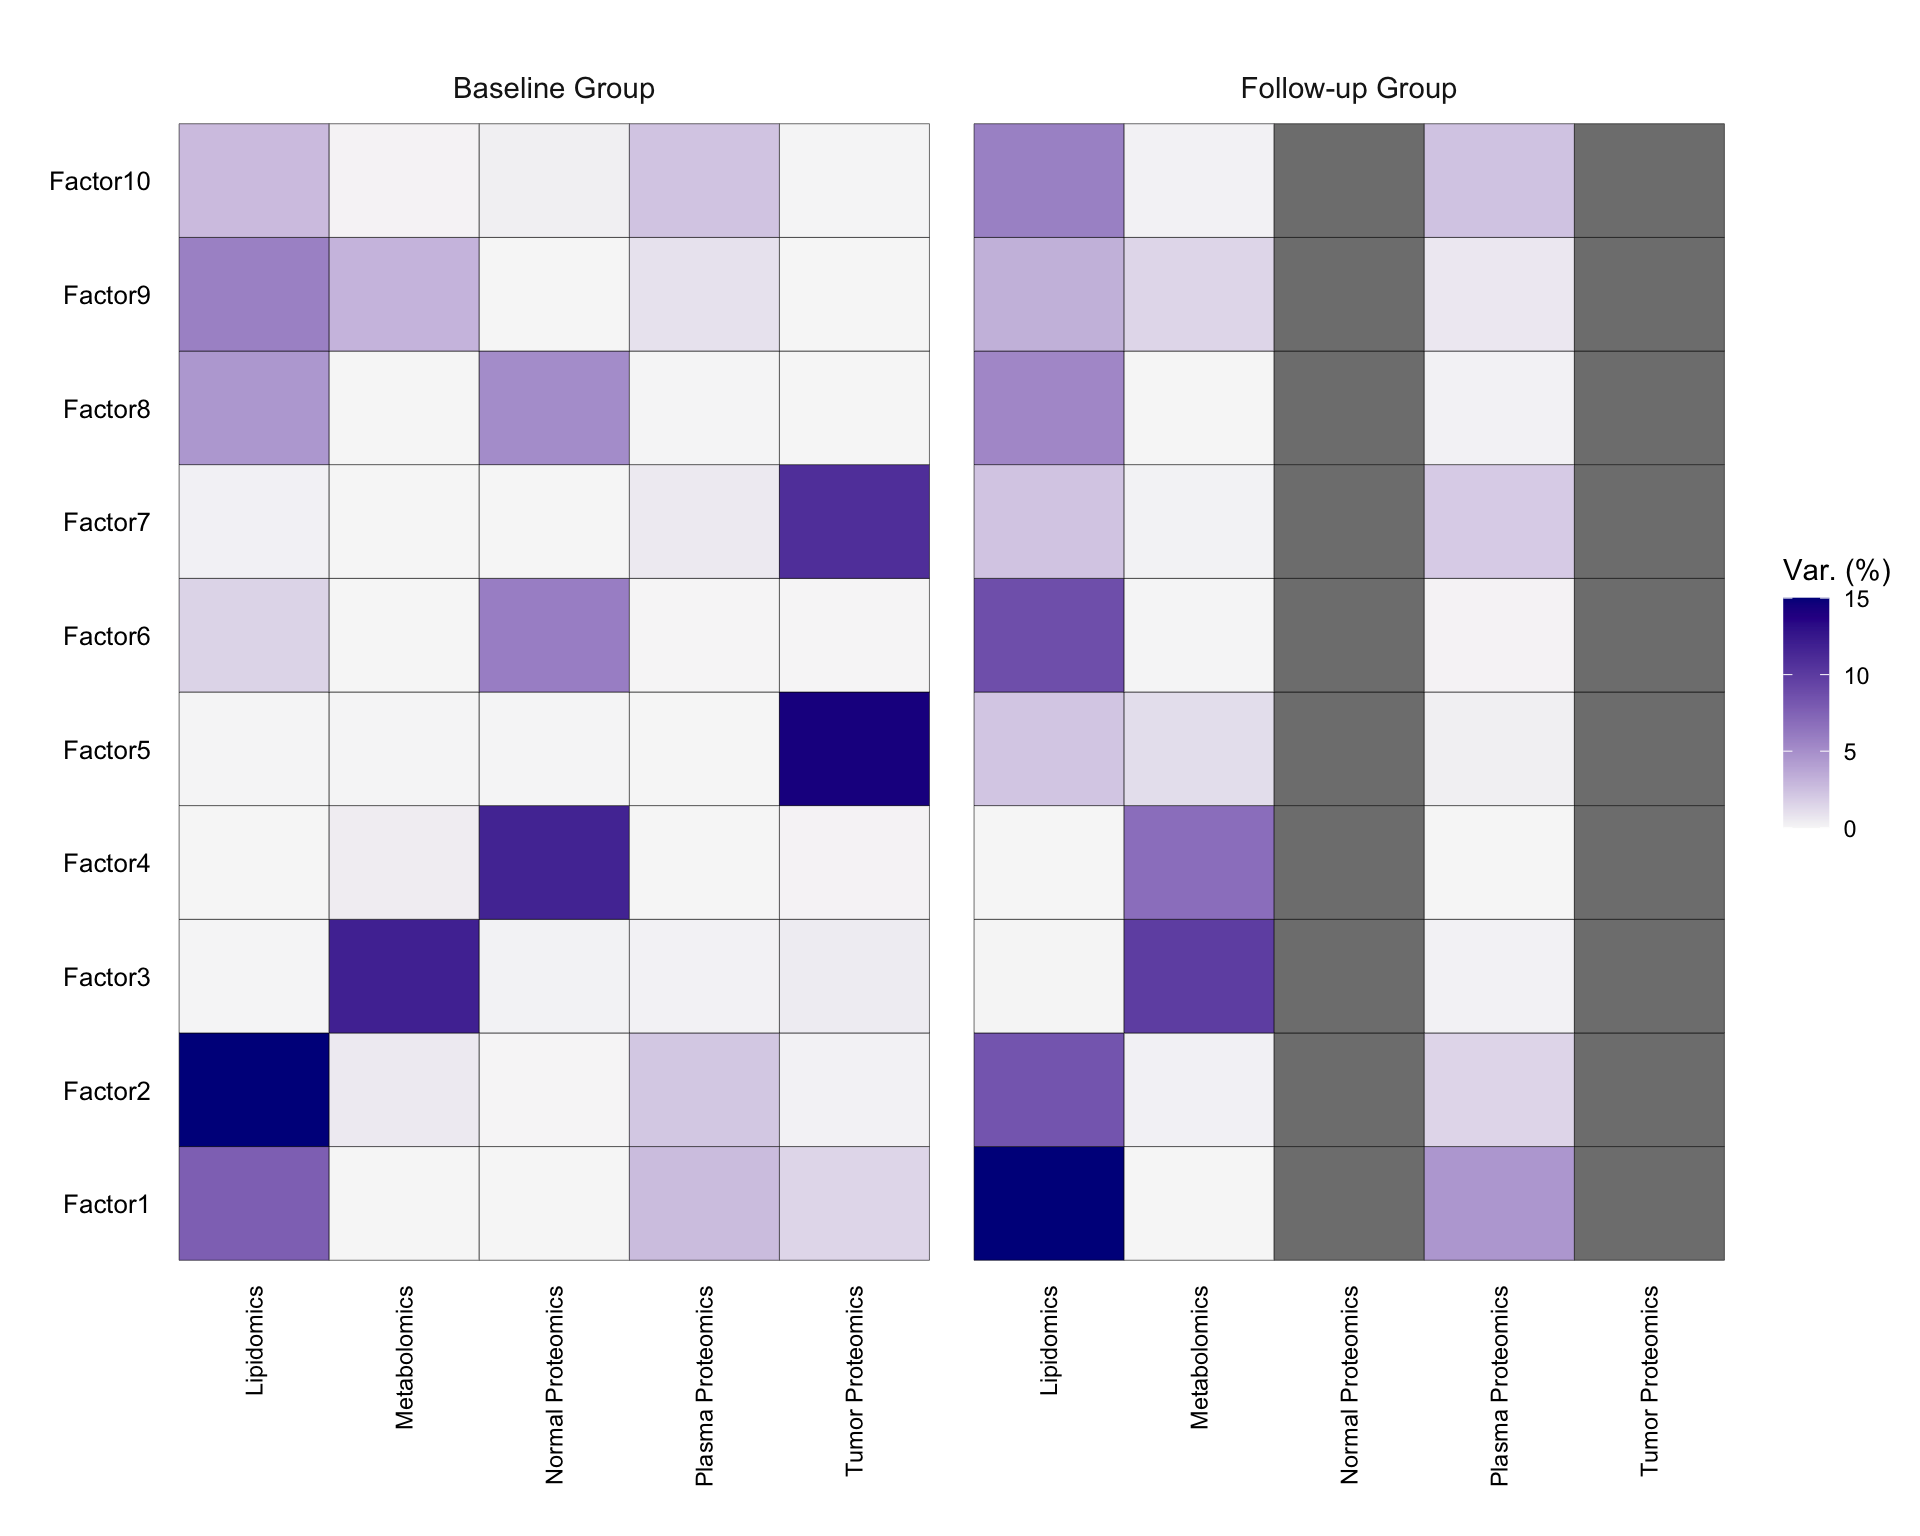 Baseline Group
Follow-up Group
Factor10
Factor9
Factor8
Factor7
Factor6
Factor5
Factor4
Factor3
Factor2
Factor1
Var. (%)
15
10
5
0
Lipidomics
Metabolomics
Normal Proteomics
Plasma Proteomics
Tumor Proteomics
Lipidomics
Metabolomics
Normal Proteomics
Plasma Proteomics
Tumor Proteomics